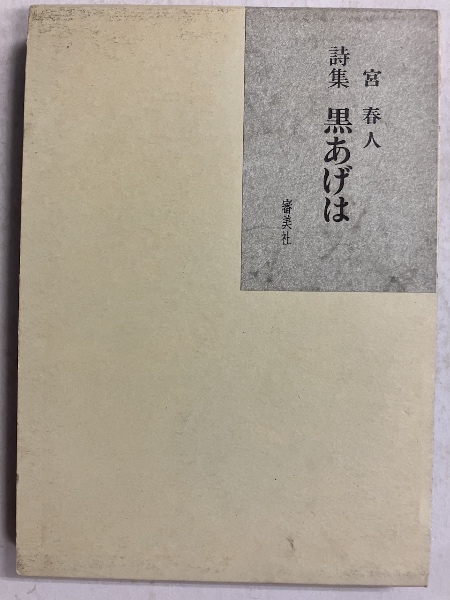 宮 春人
詩集 黒あげは
審美社